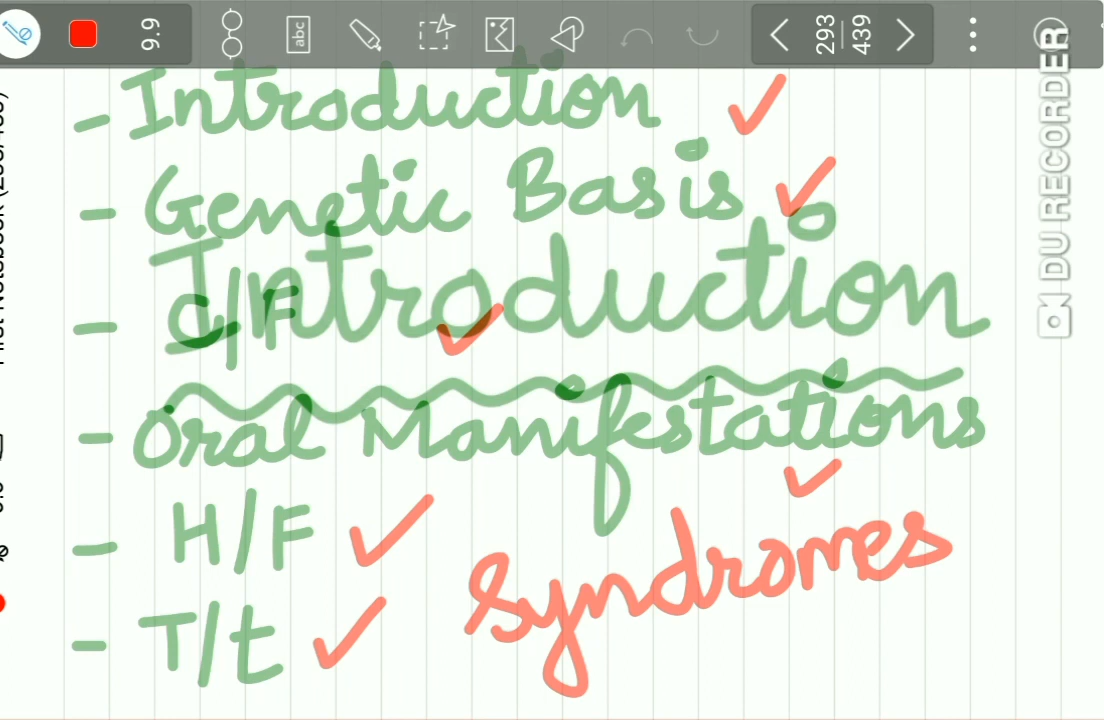 9.9
abc
293
439
- Introduction
- Genetic Basis
Introduction
- C/F
- Oral Manifestations
- H/F
- T/t
Syndromes
DU RECORDER